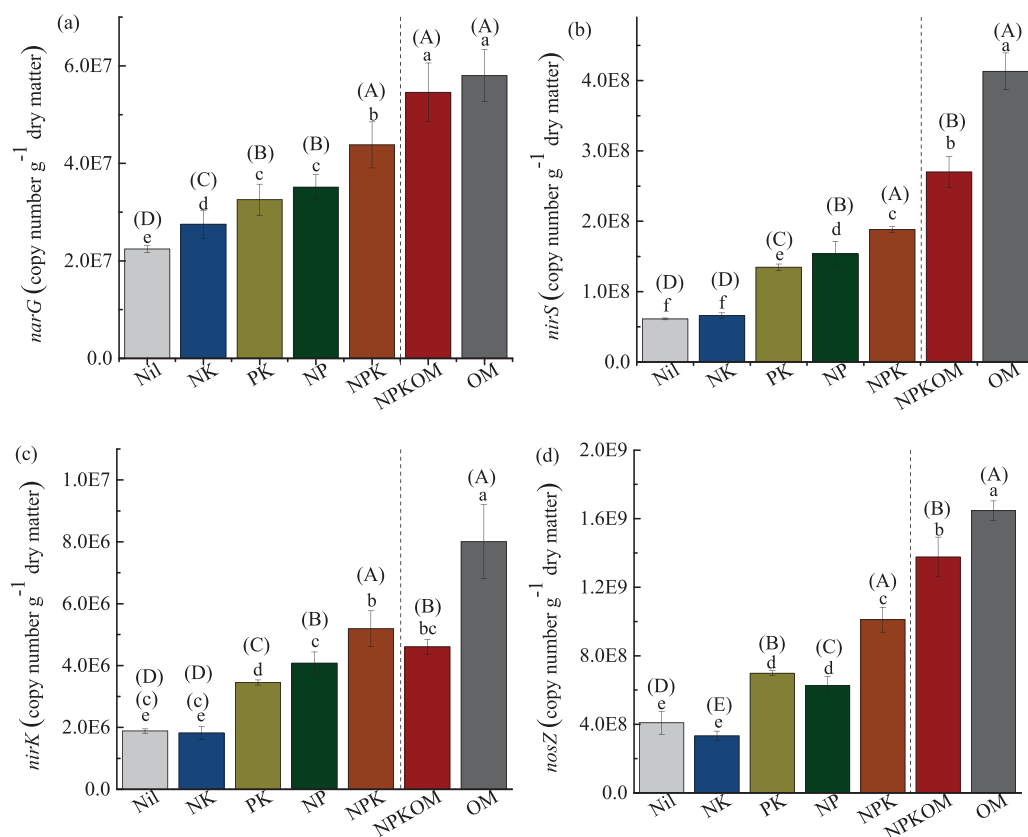 (a)
narG (copy number g⁻¹ dry matter)
6.0E7
4.0E7
2.0E7
0.0
(D)
e
(C)
d
(B)
c
(B)
c
(A)
b
(A)
a
(A)
a
Nil
NK
PK
NP
NPK
NPKOM
OM
(b)
nirS (copy number g⁻¹ dry matter)
4.0E8
3.0E8
2.0E8
1.0E8
0.0
(D)
f
(D)
f
(C)
e
(B)
d
(A)
c
(B)
b
(A)
a
Nil
NK
PK
NP
NPK
NPKOM
OM
(c)
nirK (copy number g⁻¹ dry matter)
1.0E7
8.0E6
6.0E6
4.0E6
2.0E6
0.0
(D)
(c)
e
(D)
(c)
e
(C)
d
(B)
c
(A)
b
(B)
bc
(A)
a
Nil
NK
PK
NP
NPK
NPKOM
OM
(d)
nosZ (copy number g⁻¹ dry matter)
2.0E9
1.6E9
1.2E9
8.0E8
4.0E8
0.0
(D)
e
(E)
e
(B)
d
(C)
d
(A)
c
(B)
b
(A)
a
Nil
NK
PK
NP
NPK
NPKOM
OM